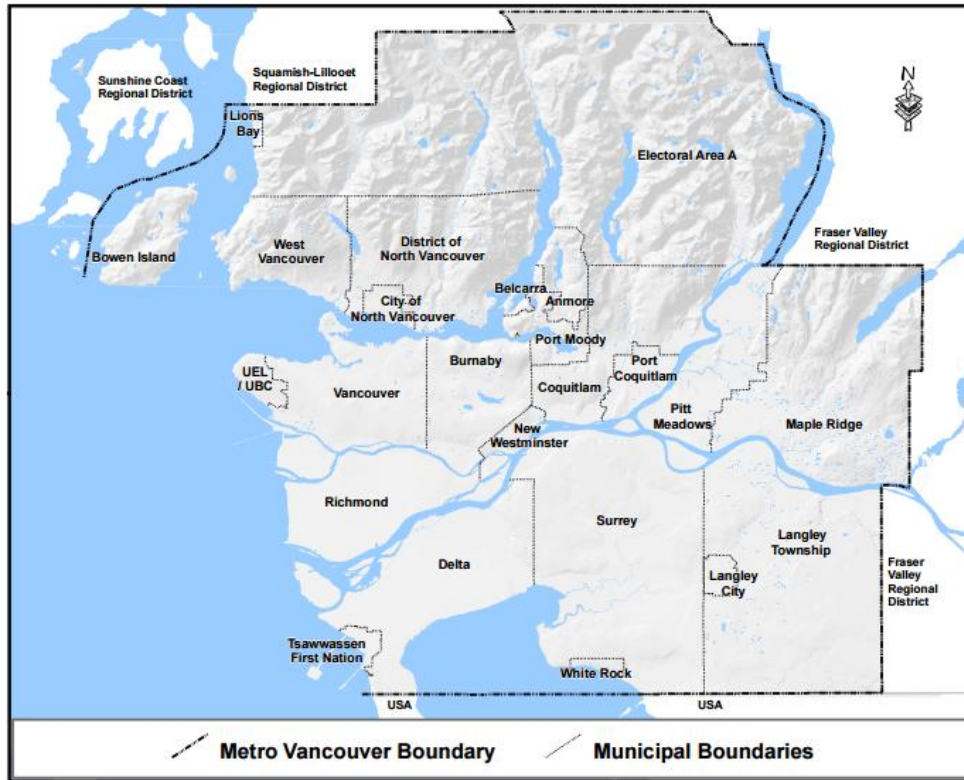 Sunshine Coast
Regional District
Squamish-Lillooet
Regional District
N
Lions
Bay
Electoral Area A
Fraser Valley
Regional District
Bowen Island
West
Vancouver
District of
North Vancouver
Belcarra
Anmore
City of
North Vancouver
Port Moody
UEL
/ UBC
Vancouver
Burnaby
Coquitlam
Port
Coquitlam
New
Westminster
Pitt
Meadows
Maple Ridge
Richmond
Surrey
Langley
Township
Delta
Langley
City
Fraser
Valley
Regional
District
Tsawwassen
First Nation
White Rock
USA
USA
Metro Vancouver Boundary
Municipal Boundaries